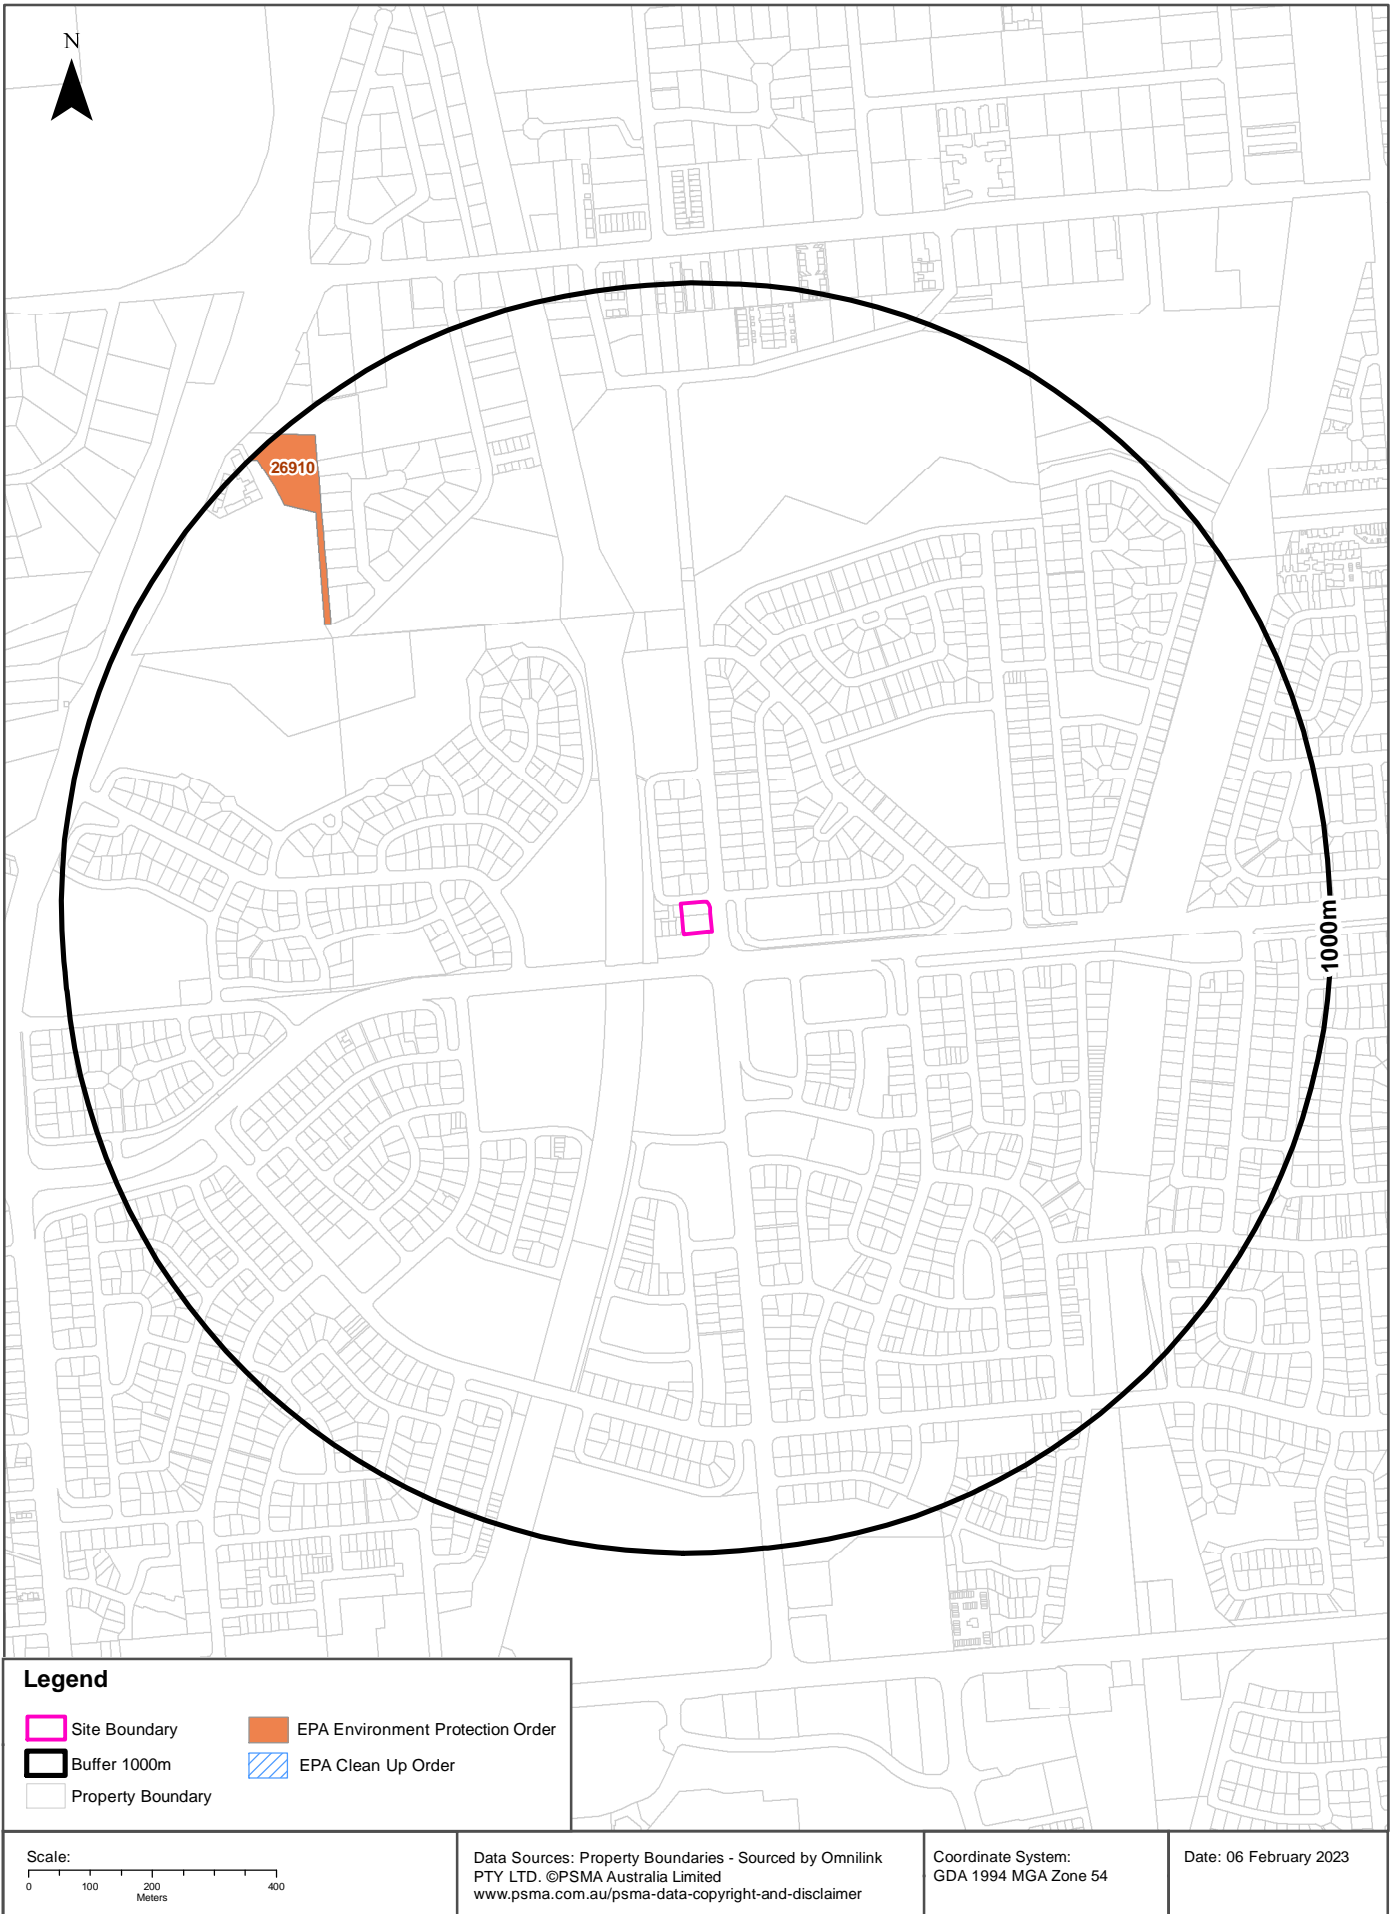 N
26910
1000m
Legend
Site Boundary
EPA Environment Protection Order
Buffer 1000m
EPA Clean Up Order
Property Boundary
Scale:
0 100 200 400
Meters
Data Sources: Property Boundaries - Sourced by Omnilink
PTY LTD. ©PSMA Australia Limited
www.psma.com.au/psma-data-copyright-and-disclaimer
Coordinate System:
GDA 1994 MGA Zone 54
Date: 06 February 2023